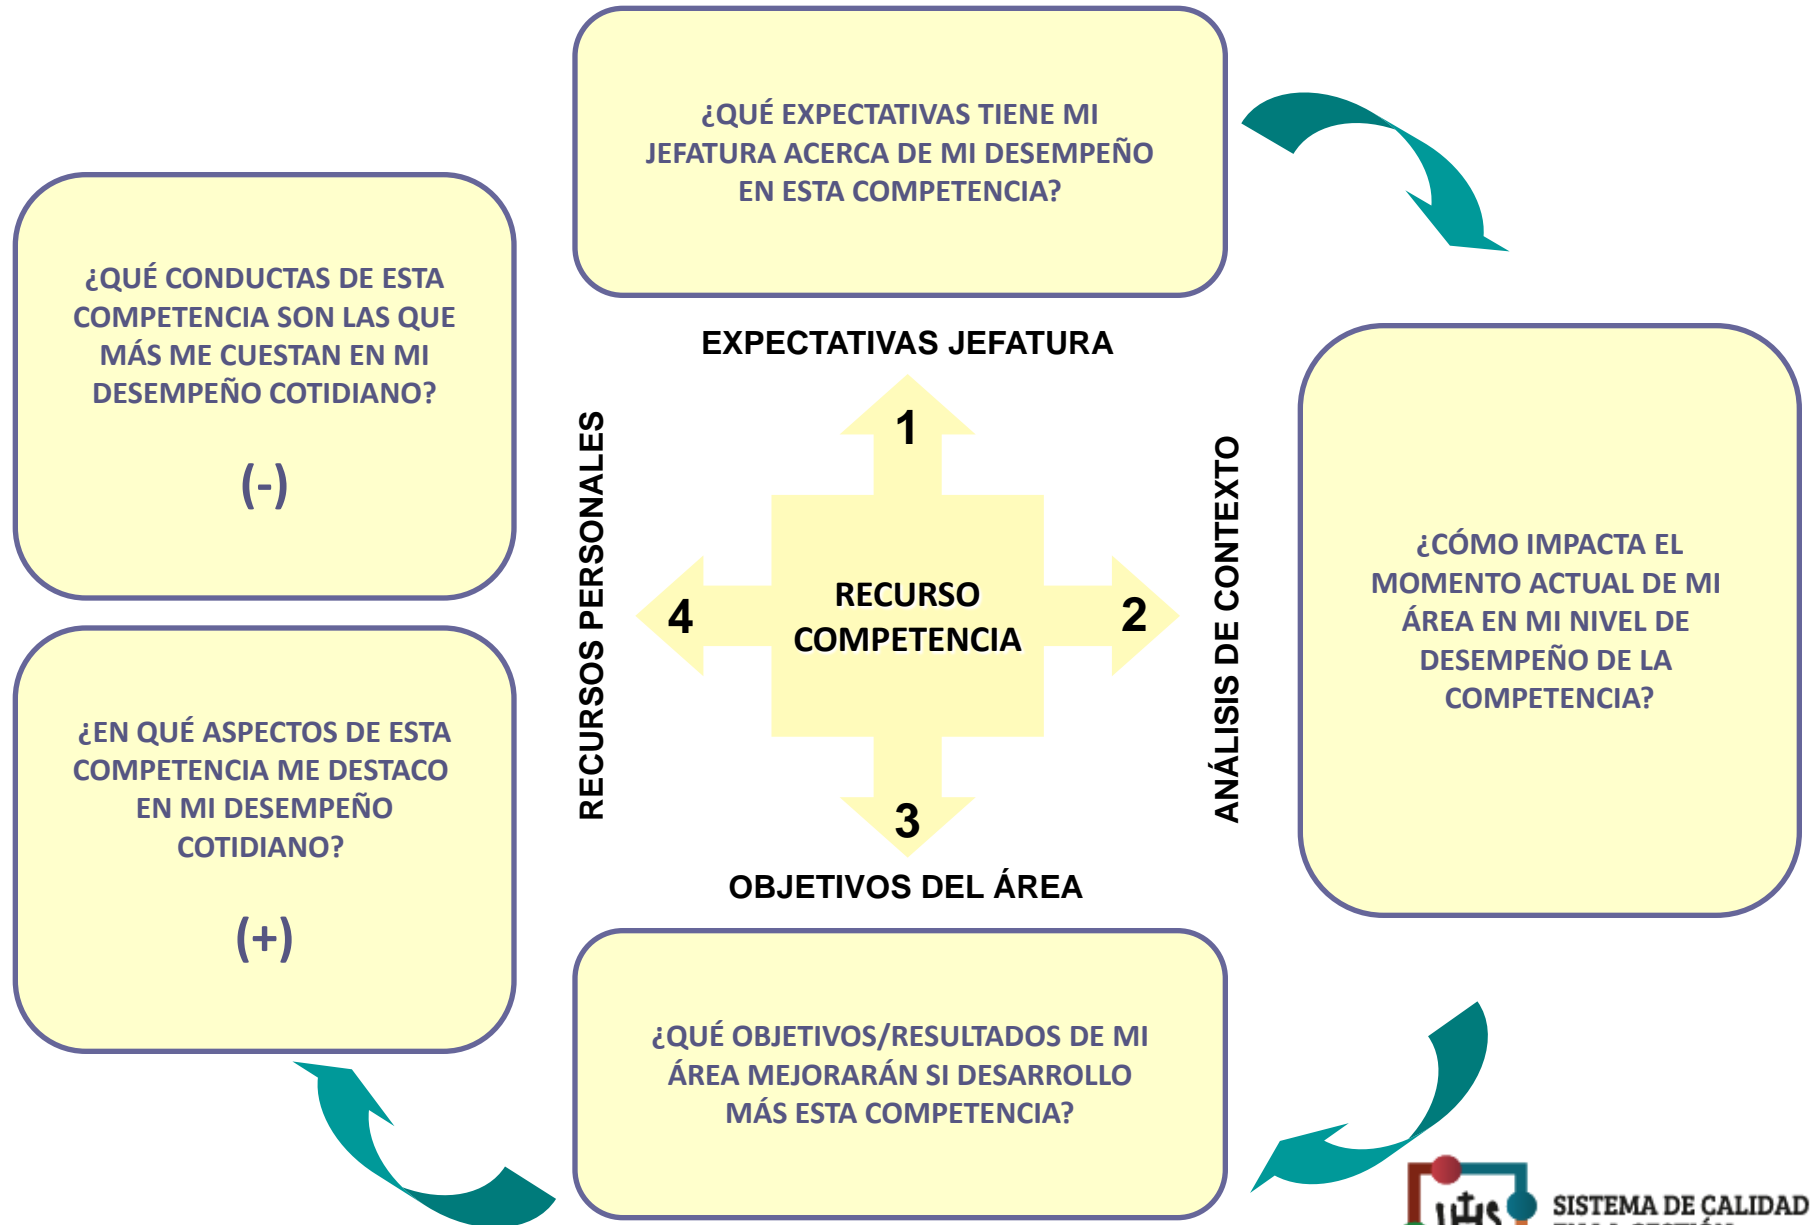 ¿QUÉ EXPECTATIVAS TIENE MI
JEFATURA ACERCA DE MI DESEMPEÑO
EN ESTA COMPETENCIA?
¿QUÉ CONDUCTAS DE ESTA
COMPETENCIA SON LAS QUE
MÁS ME CUESTAN EN MI
DESEMPEÑO COTIDIANO?
(-)
EXPECTATIVAS JEFATURA
1
RECURSOS PERSONALES
4
RECURSO
COMPETENCIA
2
ANÁLISIS DE CONTEXTO
¿CÓMO IMPACTA EL
MOMENTO ACTUAL DE MI
ÁREA EN MI NIVEL DE
DESEMPEÑO DE LA
COMPETENCIA?
¿EN QUÉ ASPECTOS DE ESTA
COMPETENCIA ME DESTACO
EN MI DESEMPEÑO
COTIDIANO?
(+)
3
OBJETIVOS DEL ÁREA
¿QUÉ OBJETIVOS/RESULTADOS DE MI
ÁREA MEJORARÁN SI DESARROLLO
MÁS ESTA COMPETENCIA?
SISTEMA DE CALIDAD